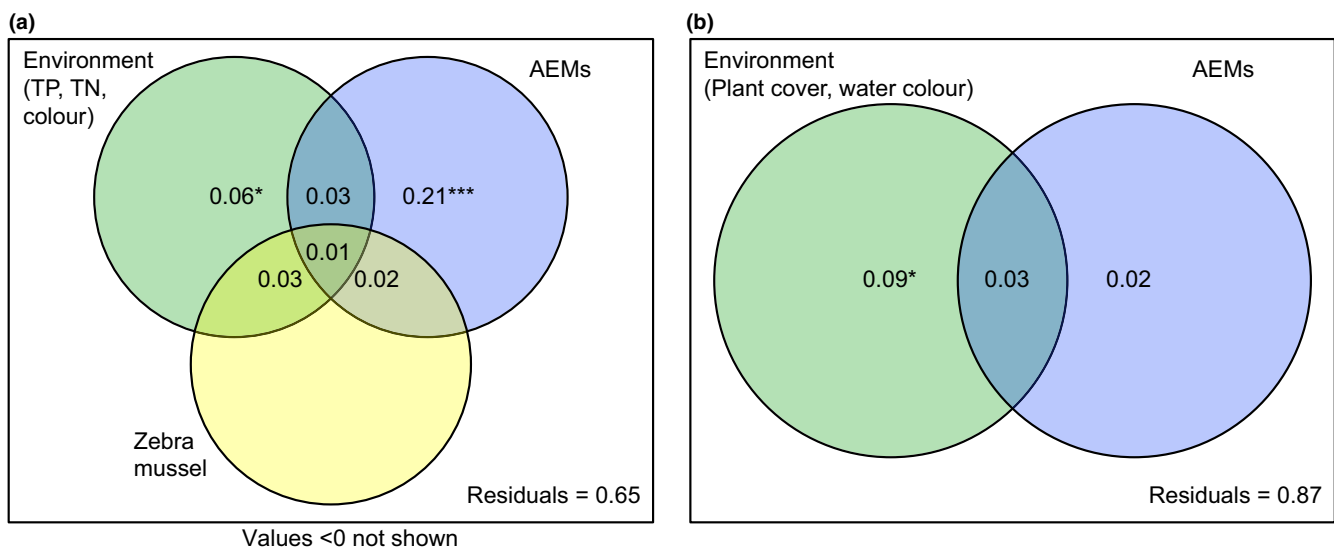 (a)
Environment
(TP, TN,
colour)
AEMs
0.06*
0.03
0.21***
0.01
0.03
0.02
Zebra
mussel
Residuals = 0.65
Values <0 not shown
(b)
Environment
(Plant cover, water colour)
AEMs
0.09*
0.03
0.02
Residuals = 0.87